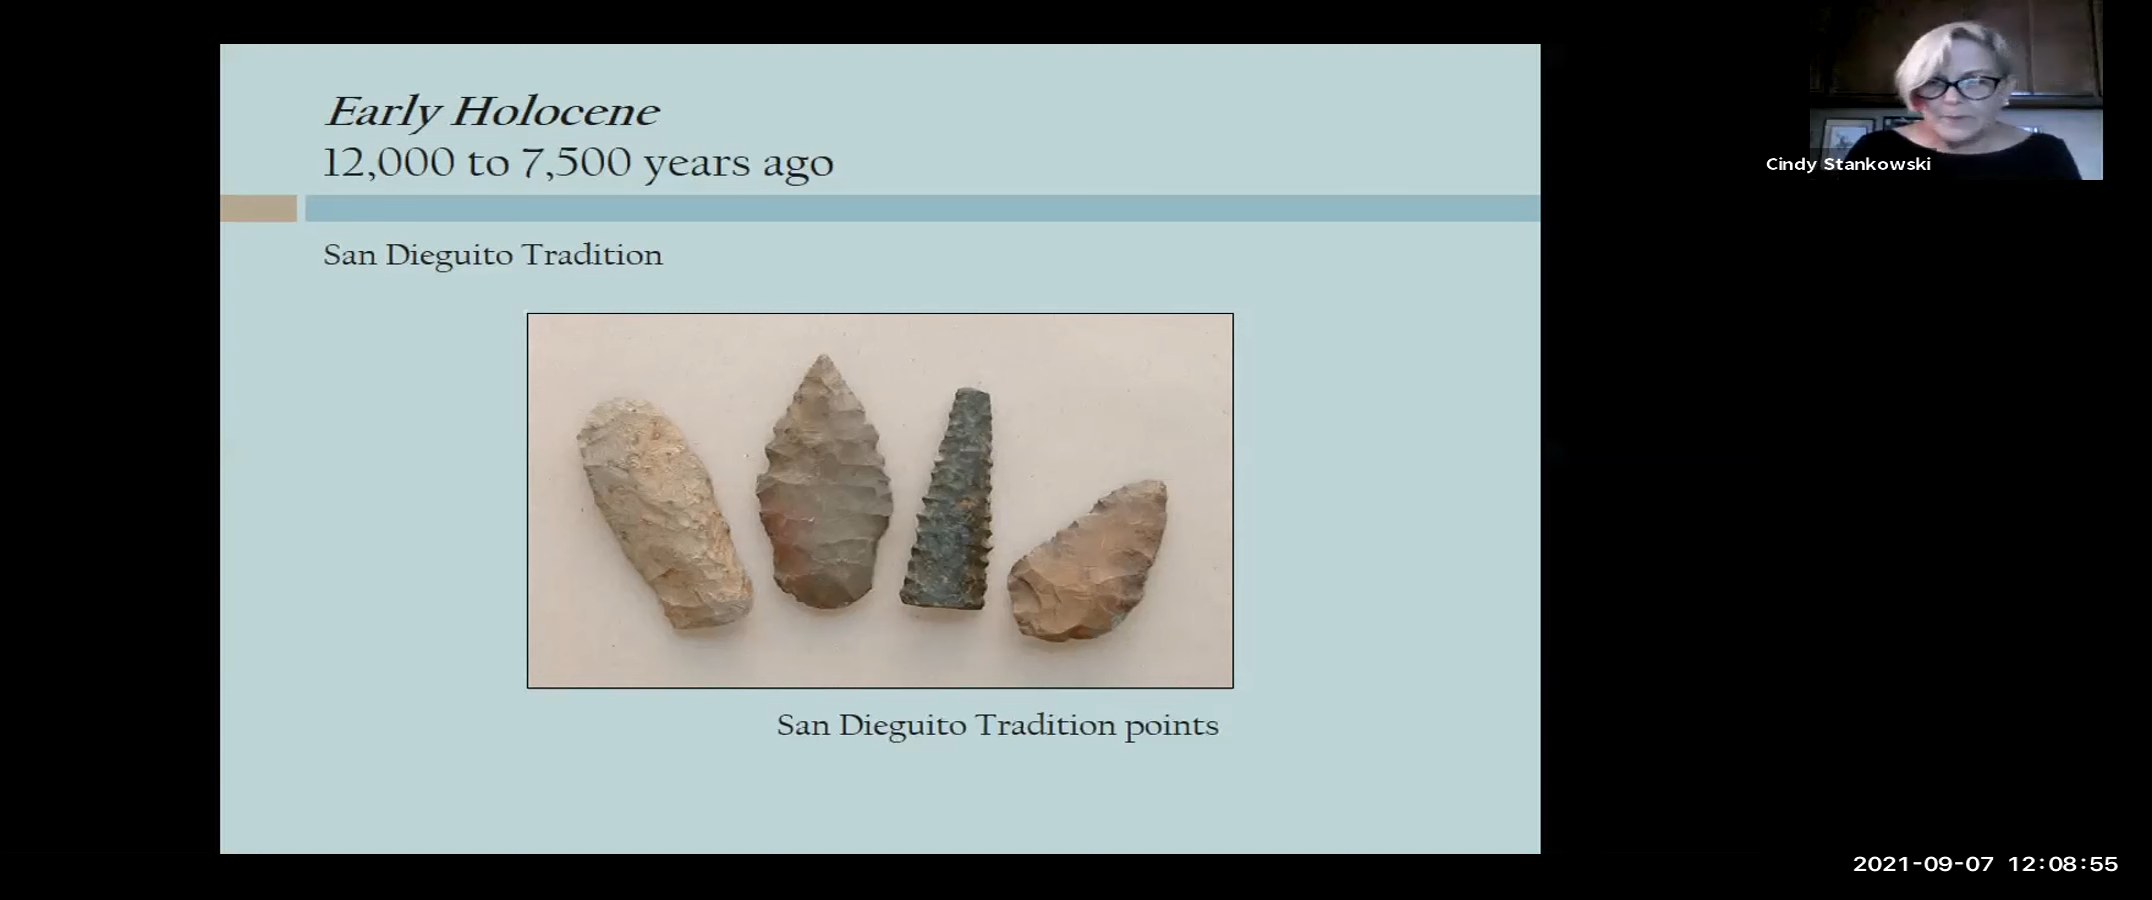 Early Holocene
12,000 to 7,500 years ago
San Dieguito Tradition
San Dieguito Tradition points
Cindy Stankowski
2021-09-07 12:08:55